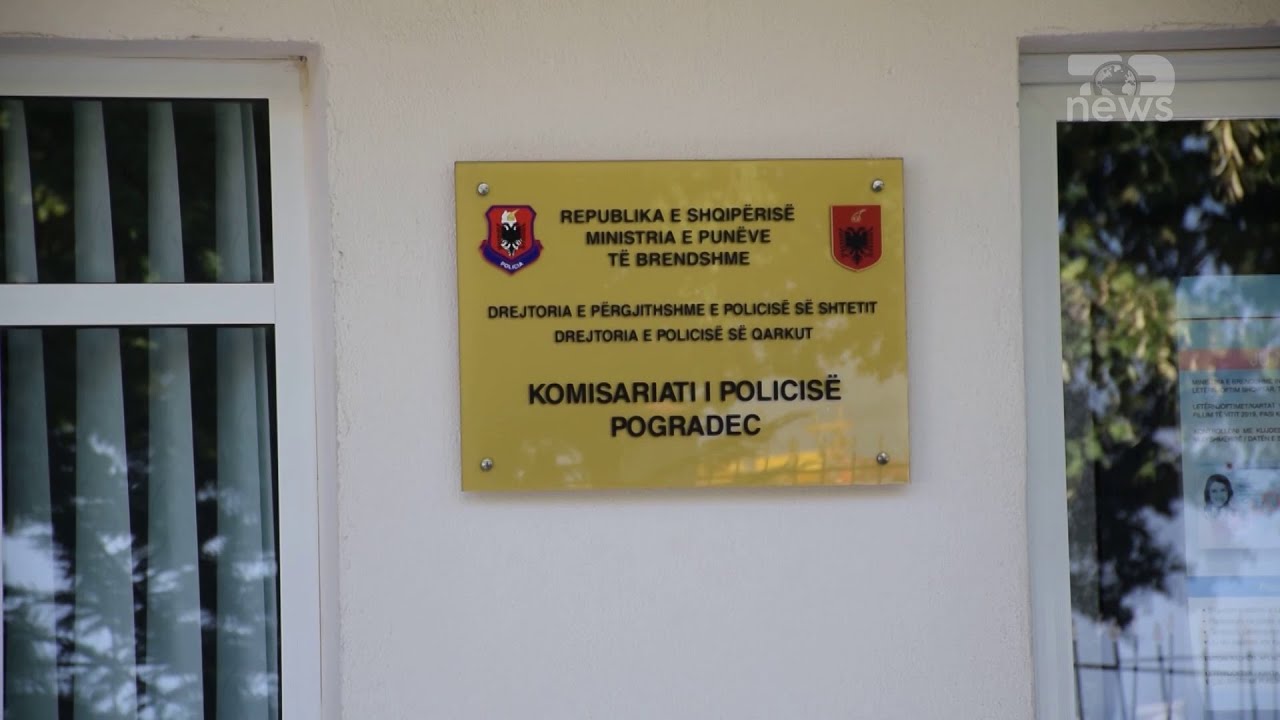 TOP
news
REPUBLIKA E SHQIPËRISË
MINISTRIA E PUNËVE
TË BRENDSHME
POLICIA
DREJTORIA E PËRGJITHSHME E POLICISË SË SHTETIT
DREJTORIA E POLICISË SË QARKUT
KOMISARIATI I POLICISË
POGRADEC